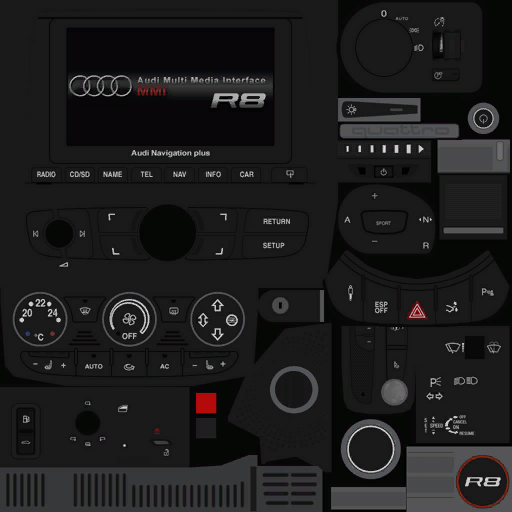 0
AUTO
Audi Multi Media Interface
MMI
R8
quattro
Audi Navigation plus
RADIO CD/SD NAME TEL NAV INFO CAR
+
A SPORT N
−
R
RETURN
SETUP
22
20 24
°C
OFF
− + AUTO AC − +
ESP
OFF
P
P
OFF
CANCEL
SPEED ON
RESUME
SET
R8